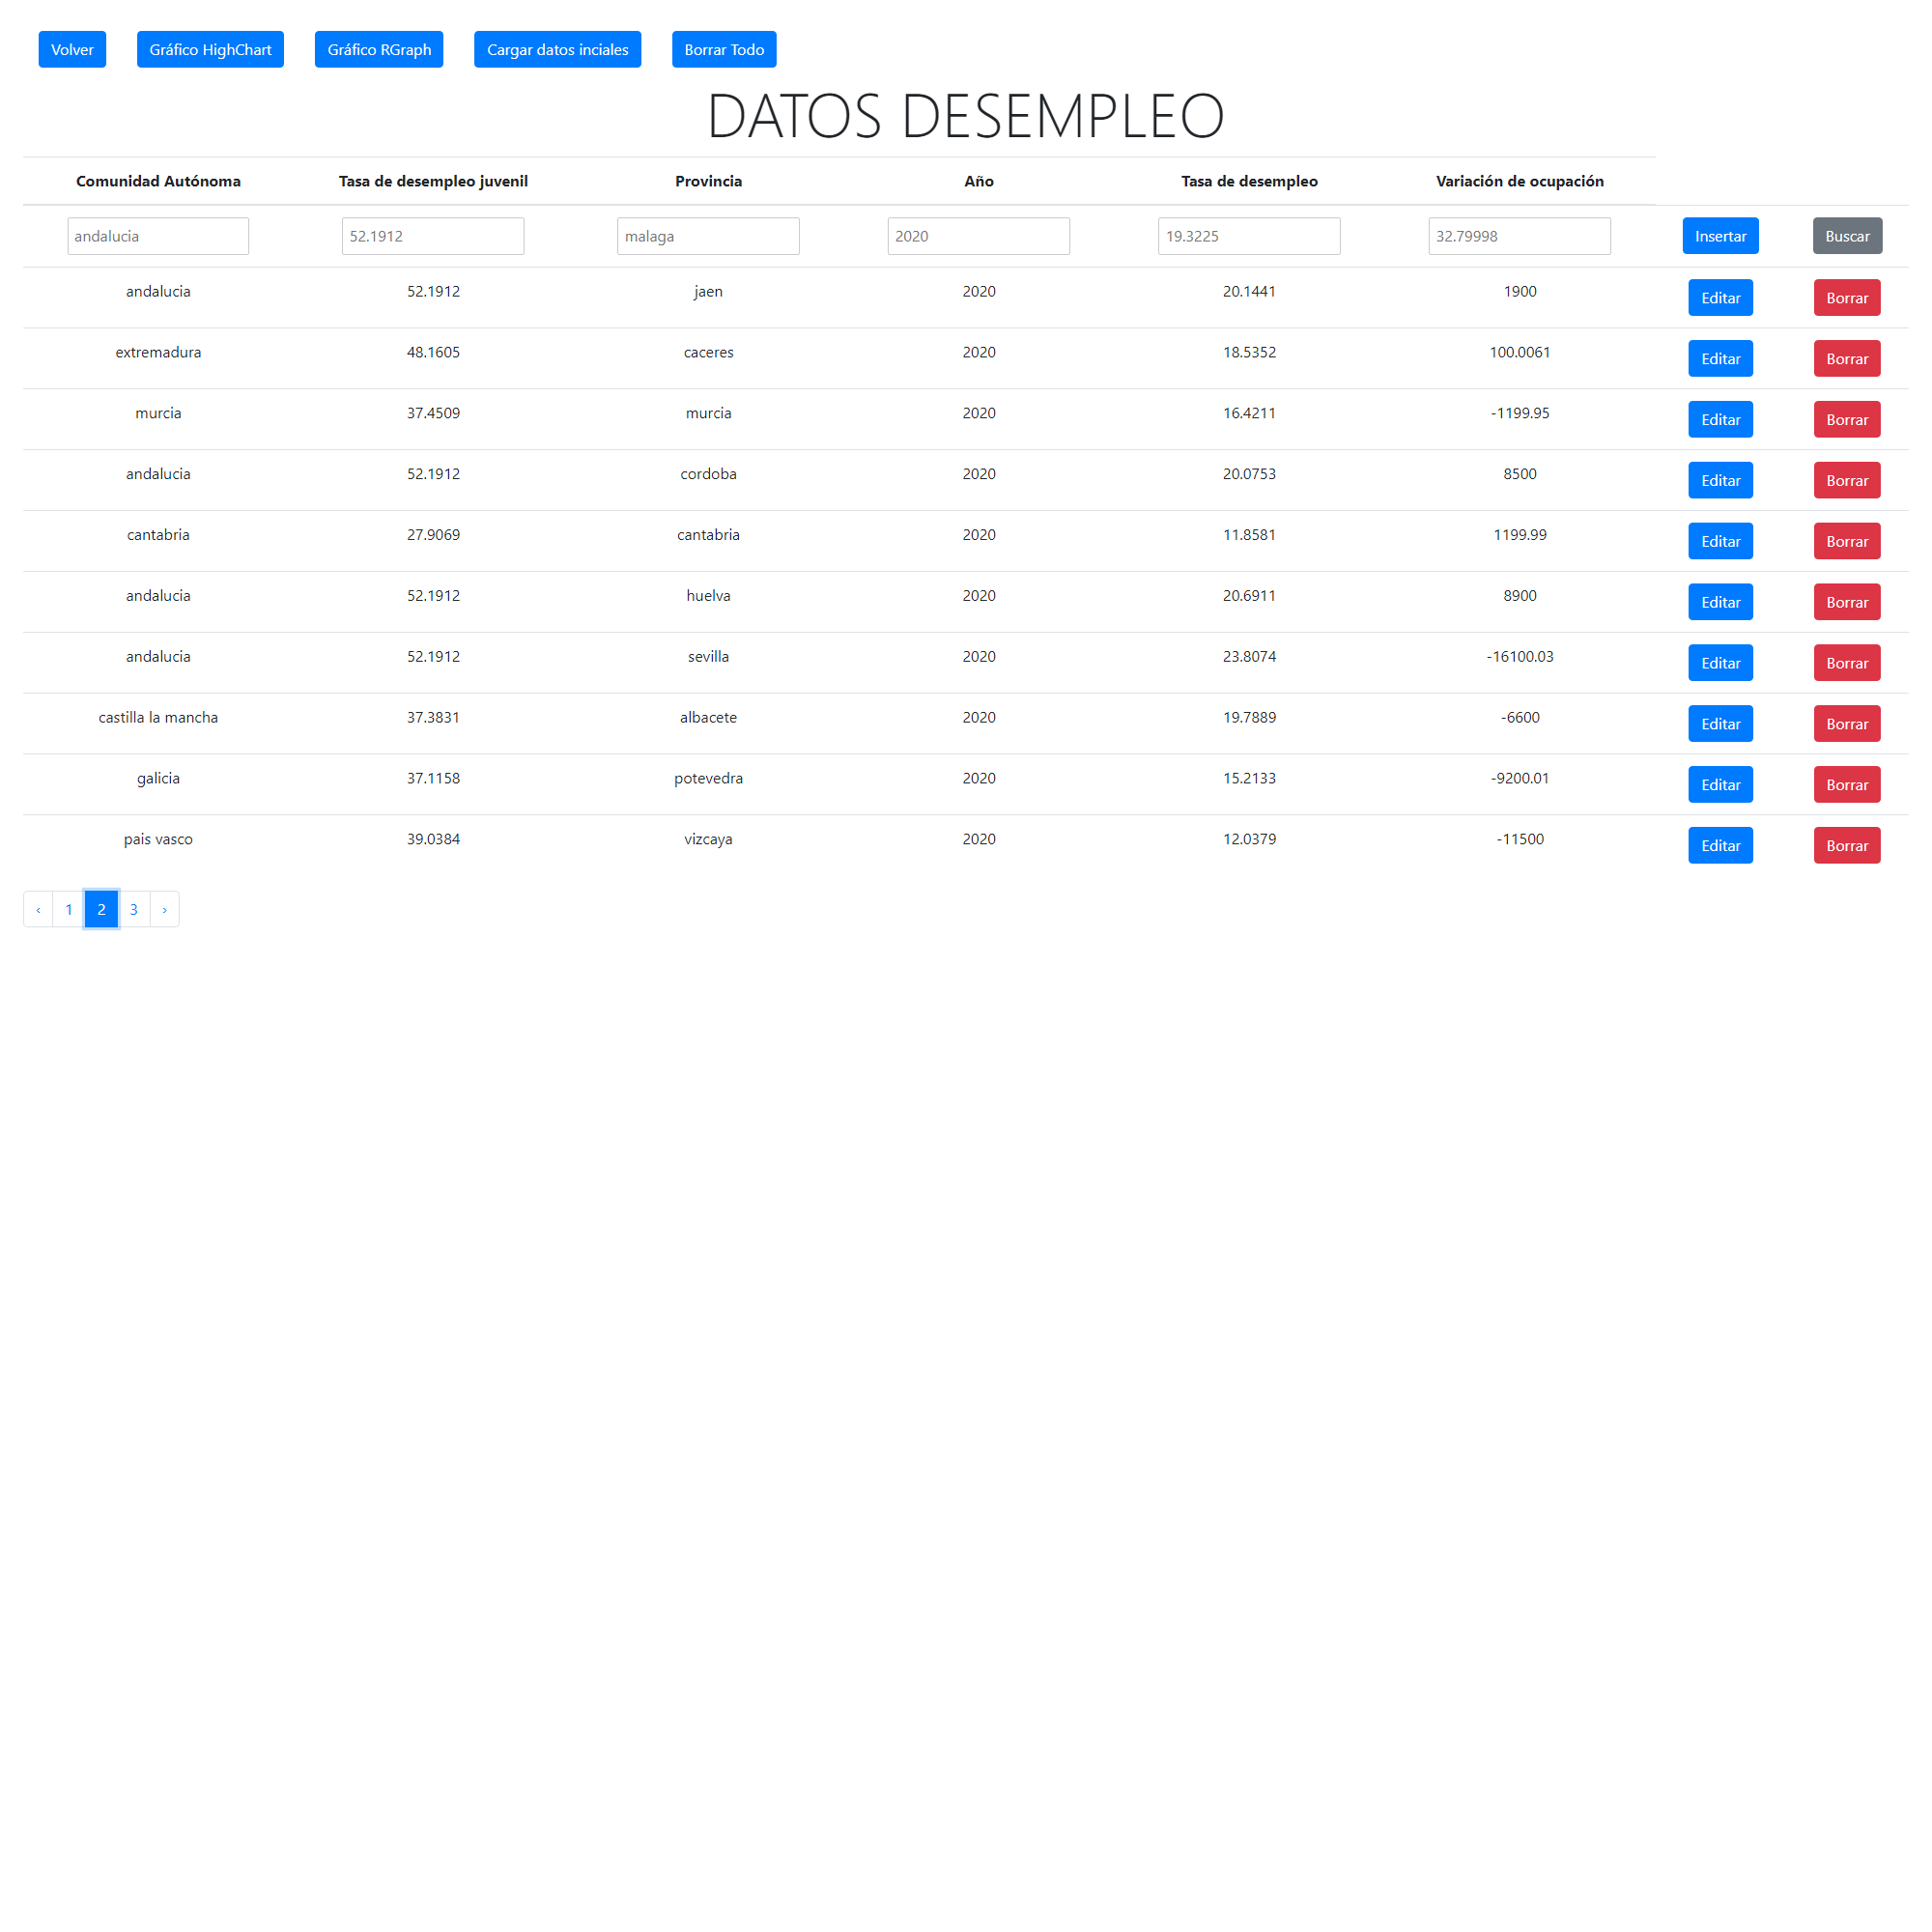 Volver Gráfico HighChart Gráfico RGraph Cargar datos inciales Borrar Todo
DATOS DESEMPLEO
Comunidad Autónoma Tasa de desempleo juvenil Provincia Año Tasa de desempleo Variación de ocupación
andalucia 52.1912 malaga 2020 19.3225 32.79998 Insertar Buscar
andalucia 52.1912 jaen 2020 20.1441 1900 Editar Borrar
extremadura 48.1605 caceres 2020 18.5352 100.0061 Editar Borrar
murcia 37.4509 murcia 2020 16.4211 -1199.95 Editar Borrar
andalucia 52.1912 cordoba 2020 20.0753 8500 Editar Borrar
cantabria 27.9069 cantabria 2020 11.8581 1199.99 Editar Borrar
andalucia 52.1912 huelva 2020 20.6911 8900 Editar Borrar
andalucia 52.1912 sevilla 2020 23.8074 -16100.03 Editar Borrar
castilla la mancha 37.3831 albacete 2020 19.7889 -6600 Editar Borrar
galicia 37.1158 potevedra 2020 15.2133 -9200.01 Editar Borrar
pais vasco 39.0384 vizcaya 2020 12.0379 -11500 Editar Borrar
‹ 1 2 3 ›